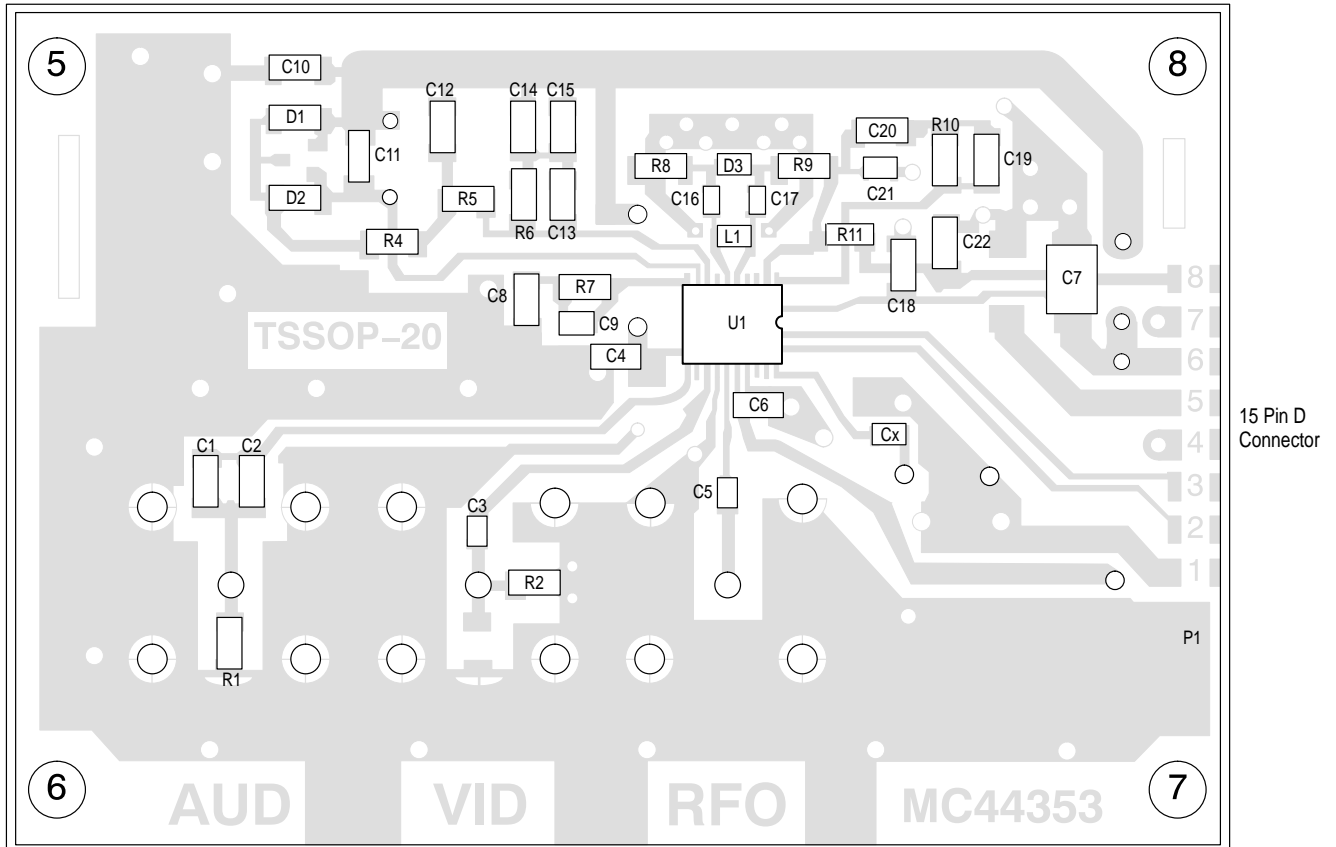 5
8
C10
D1
C11
D2
R4
C12
C14 C15
R5
R6 C13
R8
D3
R9
C16
C17
L1
C20
R10
C19
C21
R11
C22
C18
C7
C8
R7
C9
C4
U1
TSSOP–20
C6
Cx
C1 C2
C3
C5
R2
R1
8
7
6
5
4
3
2
1
15 Pin D
Connector
P1
6
7
AUD
VID
RFO
MC44353